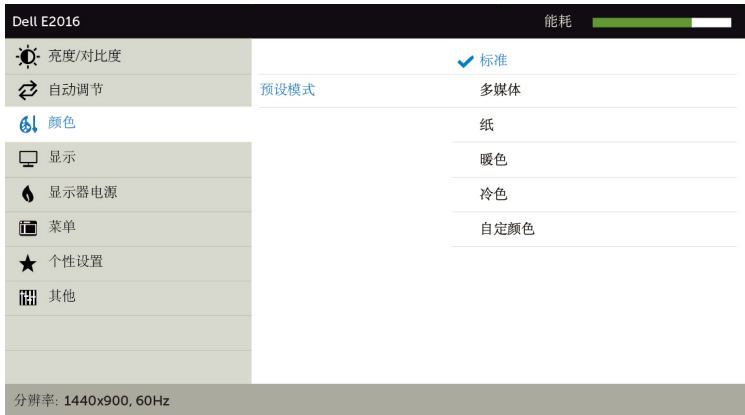 Dell E2016 能耗
亮度/对比度
标准
自动调节
预设模式
多媒体
颜色
纸
显示
暖色
显示器电源
冷色
菜单
自定颜色
个性设置
其他
分辨率: 1440x900, 60Hz